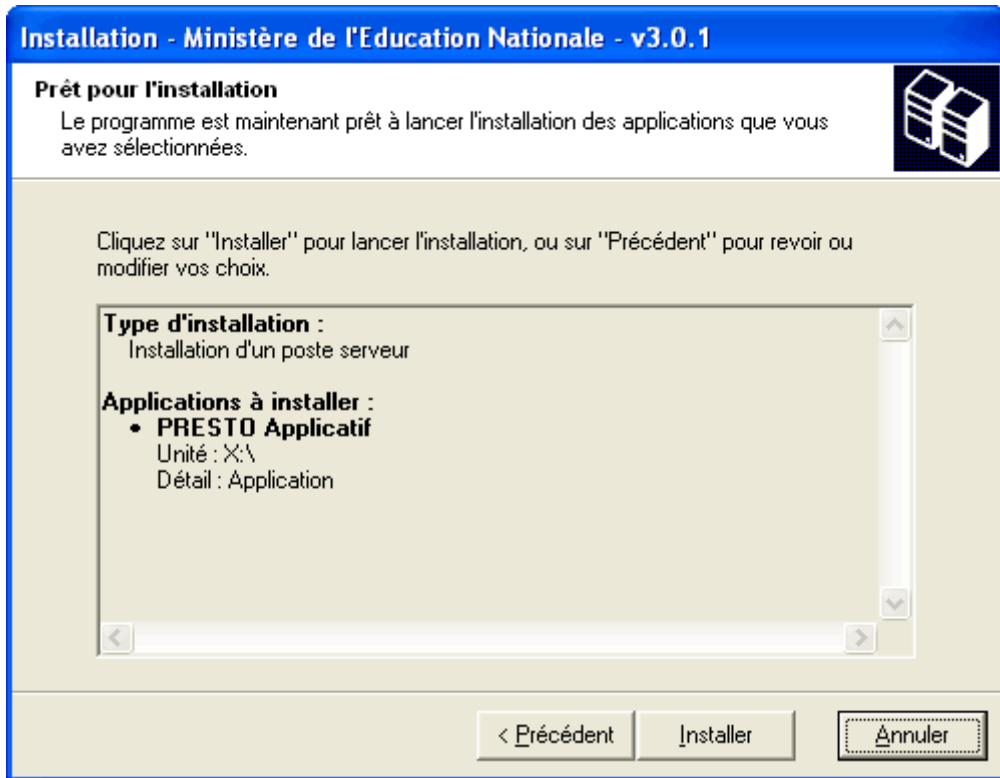 Installation - Ministère de l'Education Nationale - v3.0.1
Prêt pour l'installation
Le programme est maintenant prêt à lancer l'installation des applications que vous
avez sélectionnées.
Cliquez sur "Installer" pour lancer l'installation, ou sur "Précédent" pour revoir ou
modifier vos choix.
Type d'installation :
Installation d'un poste serveur
Applications à installer :
• PRESTO Applicatif
Unité : X:\
Détail : Application
< Précédent
Installer
Annuler